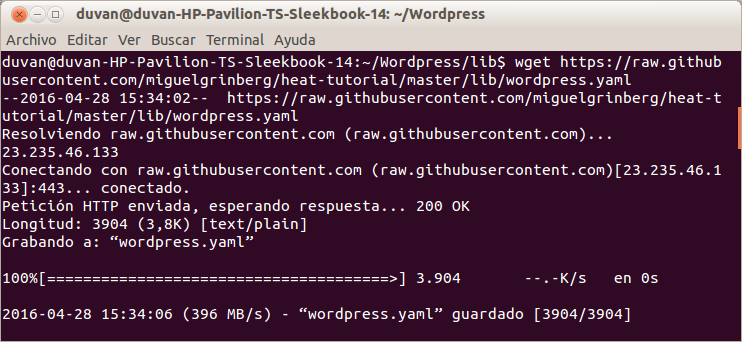 duvan@duvan-HP-Pavilion-TS-Sleekbook-14: ~/Wordpress
Archivo Editar Ver Buscar Terminal Ayuda
duvan@duvan-HP-Pavilion-TS-Sleekbook-14:~/Wordpress/lib$ wget https://raw.github
usercontent.com/miguelgrinberg/heat-tutorial/master/lib/wordpress.yaml
--2016-04-28 15:34:02--  https://raw.githubusercontent.com/miguelgrinberg/heat-t
utorial/master/lib/wordpress.yaml
Resolviendo raw.githubusercontent.com (raw.githubusercontent.com)...
23.235.46.133
Conectando con raw.githubusercontent.com (raw.githubusercontent.com)[23.235.46.1
33]:443... conectado.
Petición HTTP enviada, esperando respuesta... 200 OK
Longitud: 3904 (3,8K) [text/plain]
Grabando a: “wordpress.yaml”
100%[======================================>] 3.904       --.-K/s   en 0s
2016-04-28 15:34:06 (396 MB/s) - “wordpress.yaml” guardado [3904/3904]